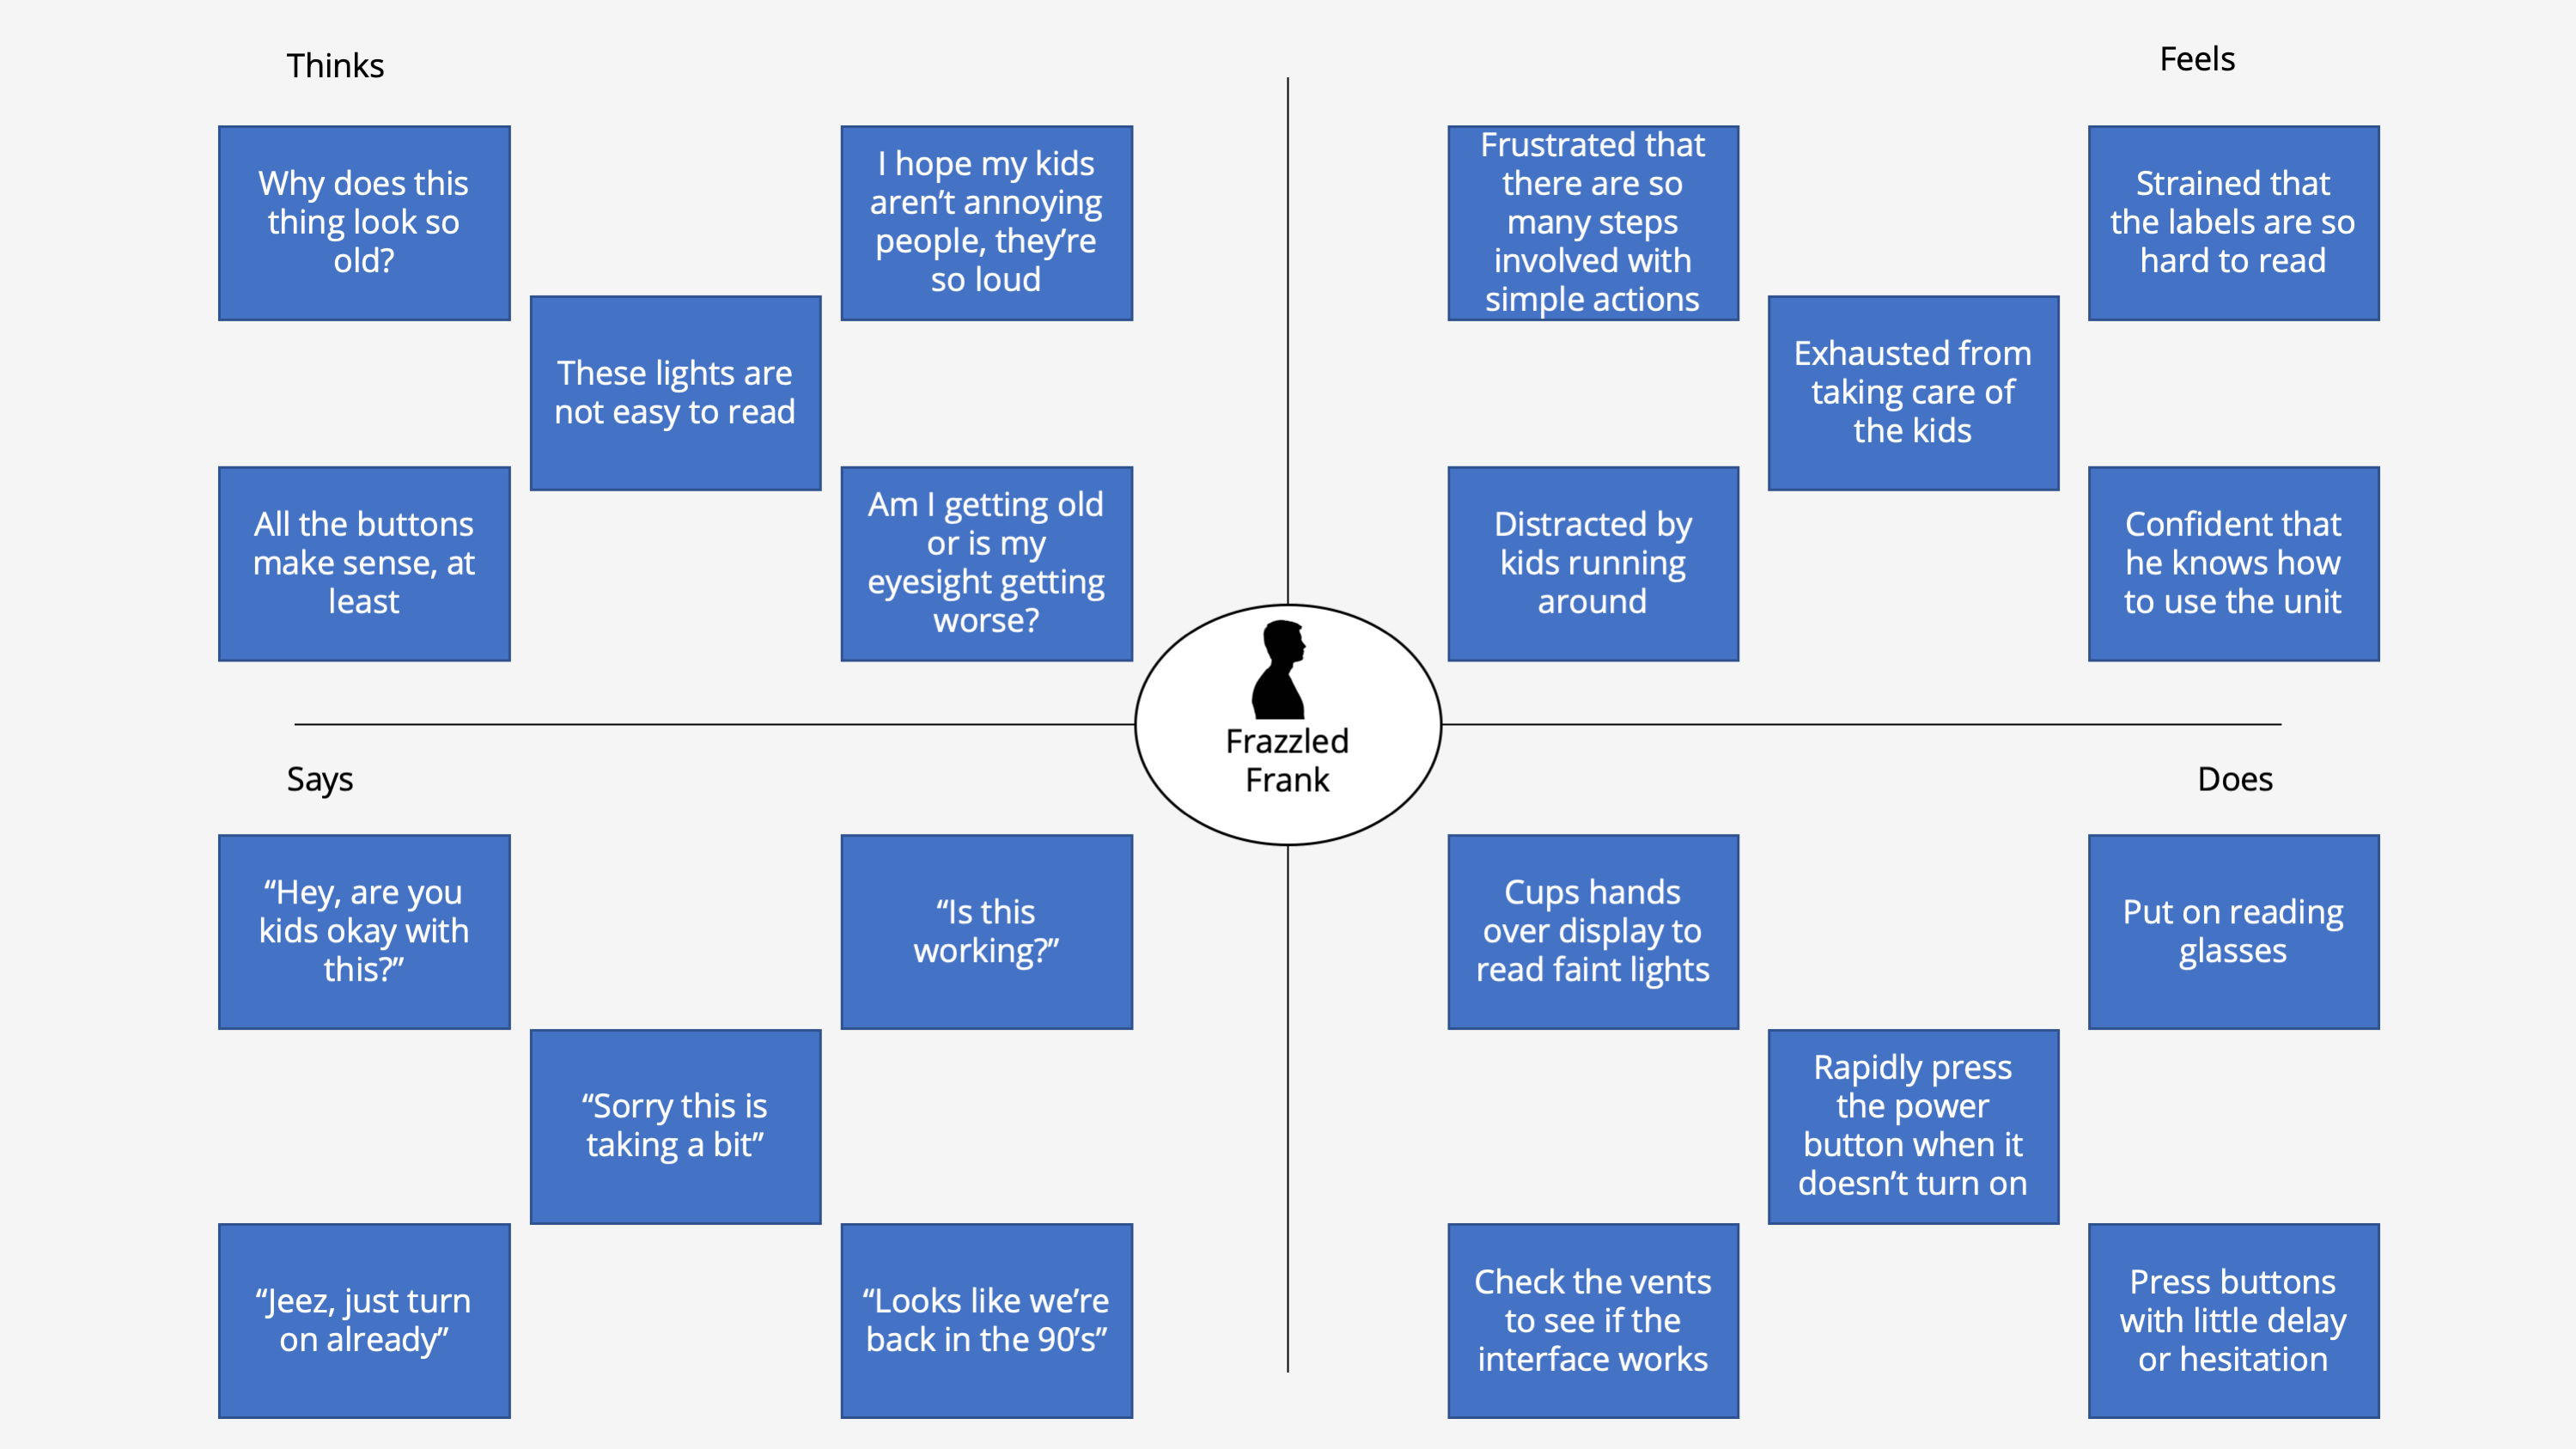 Thinks
Why does this
thing look so
old?
I hope my kids
aren’t annoying
people, they’re
so loud
These lights are
not easy to read
All the buttons
make sense, at
least
Am I getting old
or is my
eyesight getting
worse?
Feels
Frustrated that
there are so
many steps
involved with
simple actions
Strained that
the labels are so
hard to read
Exhausted from
taking care of
the kids
Distracted by
kids running
around
Confident that
he knows how
to use the unit
Frazzled
Frank
Says
“Hey, are you
kids okay with
this?”
“Is this
working?”
“Sorry this is
taking a bit”
“Jeez, just turn
on already”
“Looks like we’re
back in the 90’s”
Does
Cups hands
over display to
read faint lights
Put on reading
glasses
Rapidly press
the power
button when it
doesn’t turn on
Check the vents
to see if the
interface works
Press buttons
with little delay
or hesitation